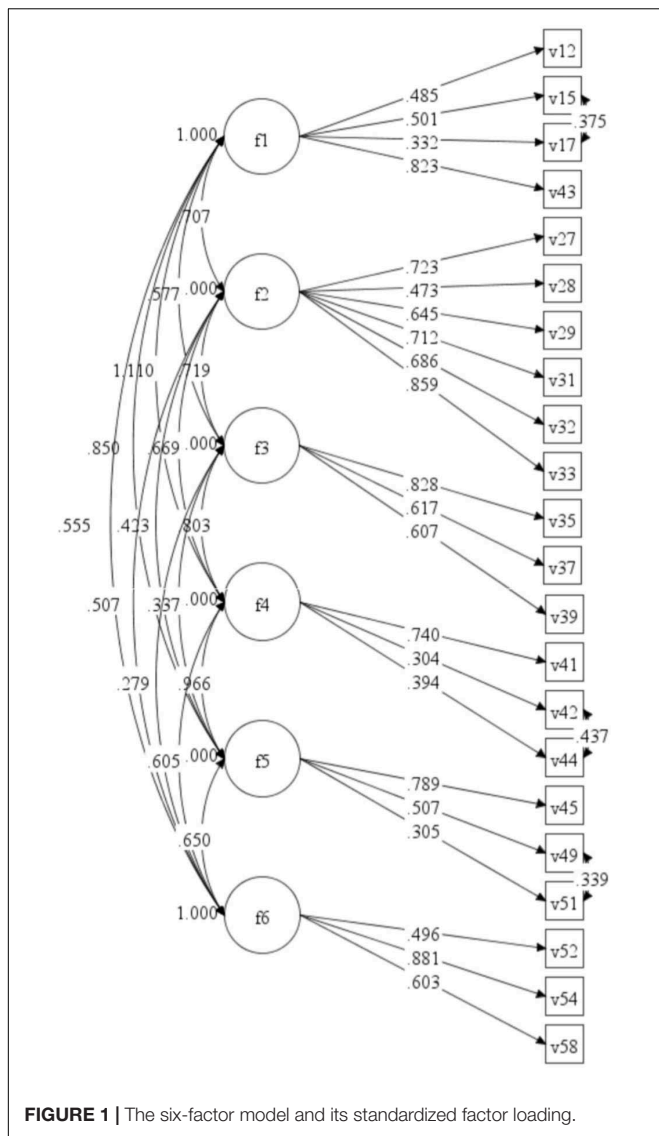 v12
.485
v15
.501
.375
1.000
f1
.332
v17
.823
v43
.707
v27
.723
.473
v28
.577
.000
f2
.645
v29
.712
.686
v31
1.110
.719
.859
v32
.850
.669
.000
f3
v33
.828
.617
v35
.607
.555
.423
.803
v37
.507
.337
.000
f4
v39
.740
.304
v41
.394
.279
.966
v42
.437
.605
.000
f5
v44
.789
.507
v45
.305
.650
v49
.339
1.000
f6
v51
.496
.881
v52
.603
v54
v58
FIGURE 1 | The six-factor model and its standardized factor loading.